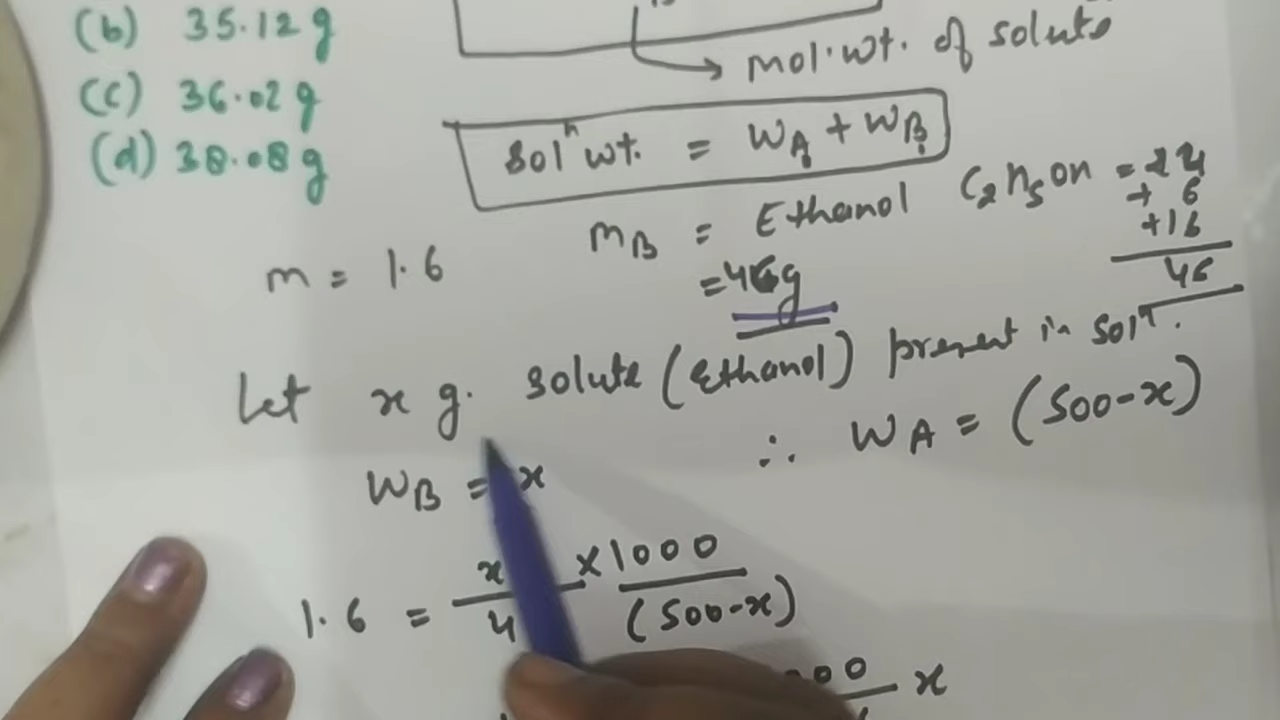 (b) 35.12 g
mol.wt. of solute
(c) 36.02 g
solⁿ wt. = WA + WB
(d) 38.08 g
mB = Ethanol C₂H₅OH = 24
+ 6
+16
46
m = 1.6
= 46g
Let x g. solute (Ethanol) present in solⁿ.
WB = x
∴ WA = (500-x)
1.6 = x × 1000
4 (500-x)
000 x